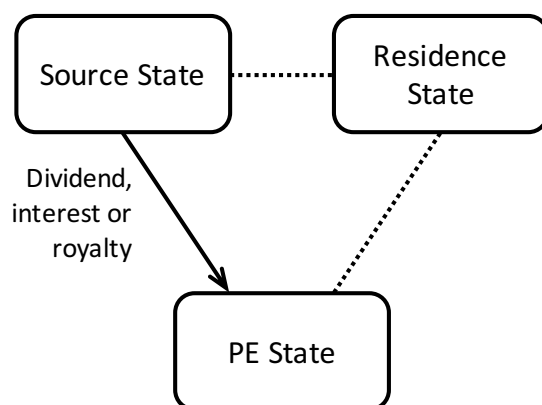 Source State
Residence
State
Dividend,
interest or
royalty
PE State